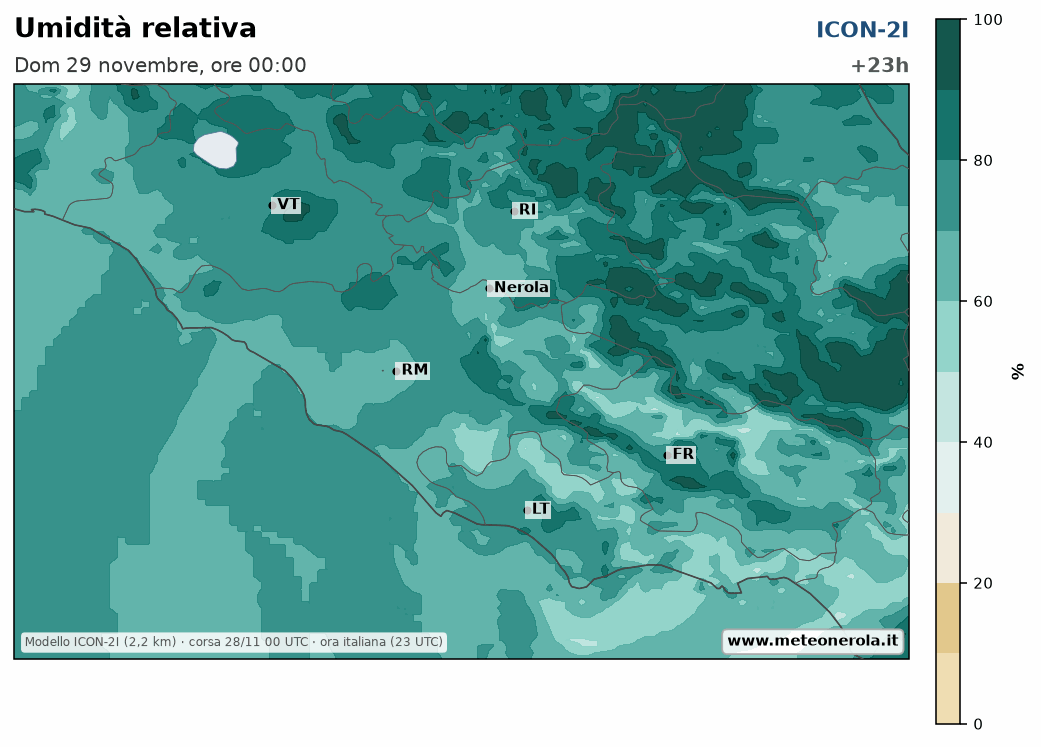 Umidità relativa
ICON-2I
Dom 29 novembre, ore 00:00
+23h
100
80
60
40
20
0
%
VT
RI
Nerola
RM
FR
LT
Modello ICON-2I (2,2 km) · corsa 28/11 00 UTC · ora italiana (23 UTC)
www.meteonerola.it